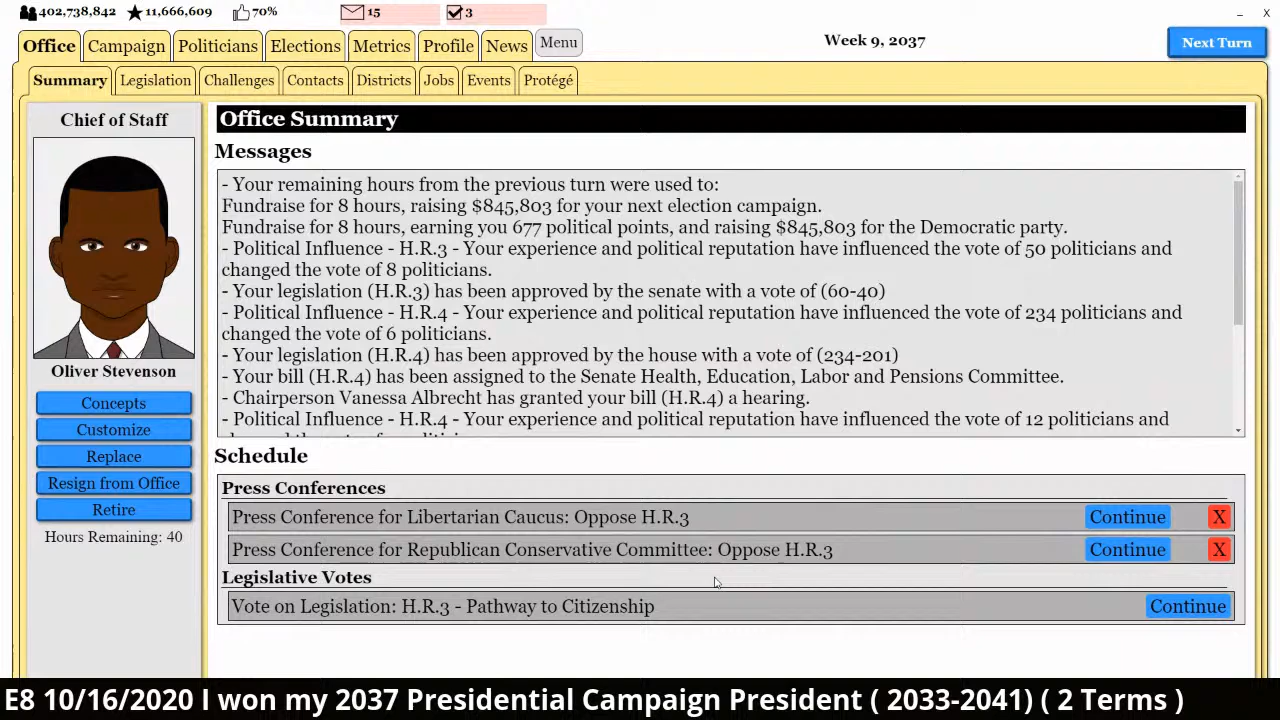 402,738,842 11,666,609 70% 15 3
Office Campaign Politicians Elections Metrics Profile News Menu Week 9, 2037 Next Turn
Summary Legislation Challenges Contacts Districts Jobs Events Protégé
Chief of Staff
Oliver Stevenson
Concepts
Customize
Replace
Resign from Office
Retire
Hours Remaining: 40
Office Summary
Messages
- Your remaining hours from the previous turn were used to:
Fundraise for 8 hours, raising $845,803 for your next election campaign.
Fundraise for 8 hours, earning you 677 political points, and raising $845,803 for the Democratic party.
- Political Influence - H.R.3 - Your experience and political reputation have influenced the vote of 50 politicians and
changed the vote of 8 politicians.
- Your legislation (H.R.3) has been approved by the senate with a vote of (60-40)
- Political Influence - H.R.4 - Your experience and political reputation have influenced the vote of 234 politicians and
changed the vote of 6 politicians.
- Your legislation (H.R.4) has been approved by the house with a vote of (234-201)
- Your bill (H.R.4) has been assigned to the Senate Health, Education, Labor and Pensions Committee.
- Chairperson Vanessa Albrecht has granted your bill (H.R.4) a hearing.
- Political Influence - H.R.4 - Your experience and political reputation have influenced the vote of 12 politicians and
Schedule
Press Conferences
Press Conference for Libertarian Caucus: Oppose H.R.3 Continue X
Press Conference for Republican Conservative Committee: Oppose H.R.3 Continue X
Legislative Votes
Vote on Legislation: H.R.3 - Pathway to Citizenship Continue
E8 10/16/2020 I won my 2037 Presidential Campaign President ( 2033-2041) ( 2 Terms )